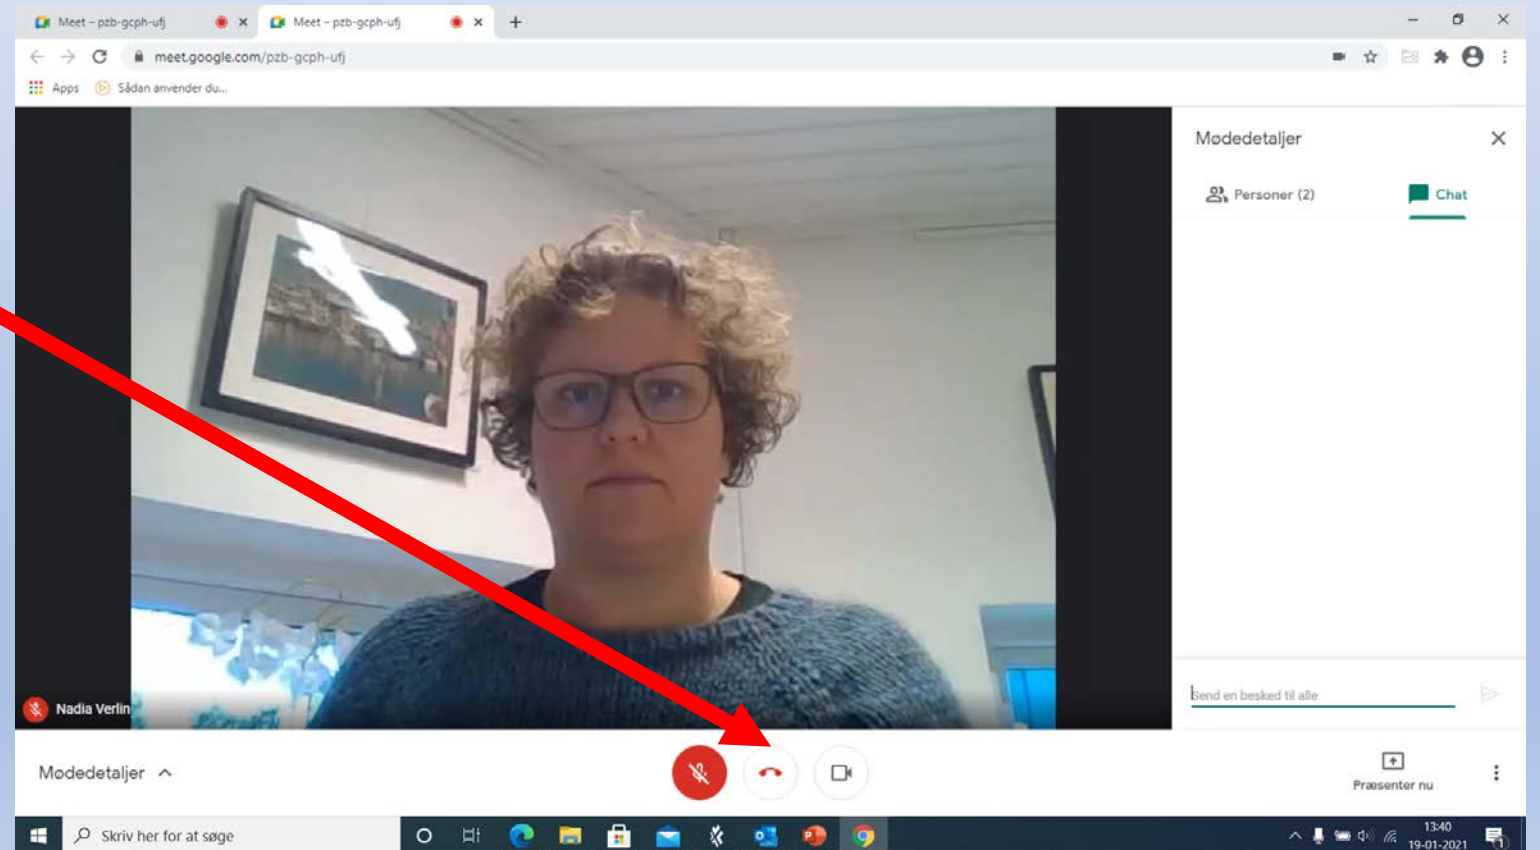 Meet – pzb-gcph-ufj
Meet – pzb-gcph-ufj
meet.google.com/pzb-gcph-ufj
Apps
Sådan anvender du...
Mødedetaljer
Personer (2)
Chat
Nadia Verlin
Send en besked til alle
Mødedetaljer
Præsenter nu
Skriv her for at søge
13:40
19-01-2021
1